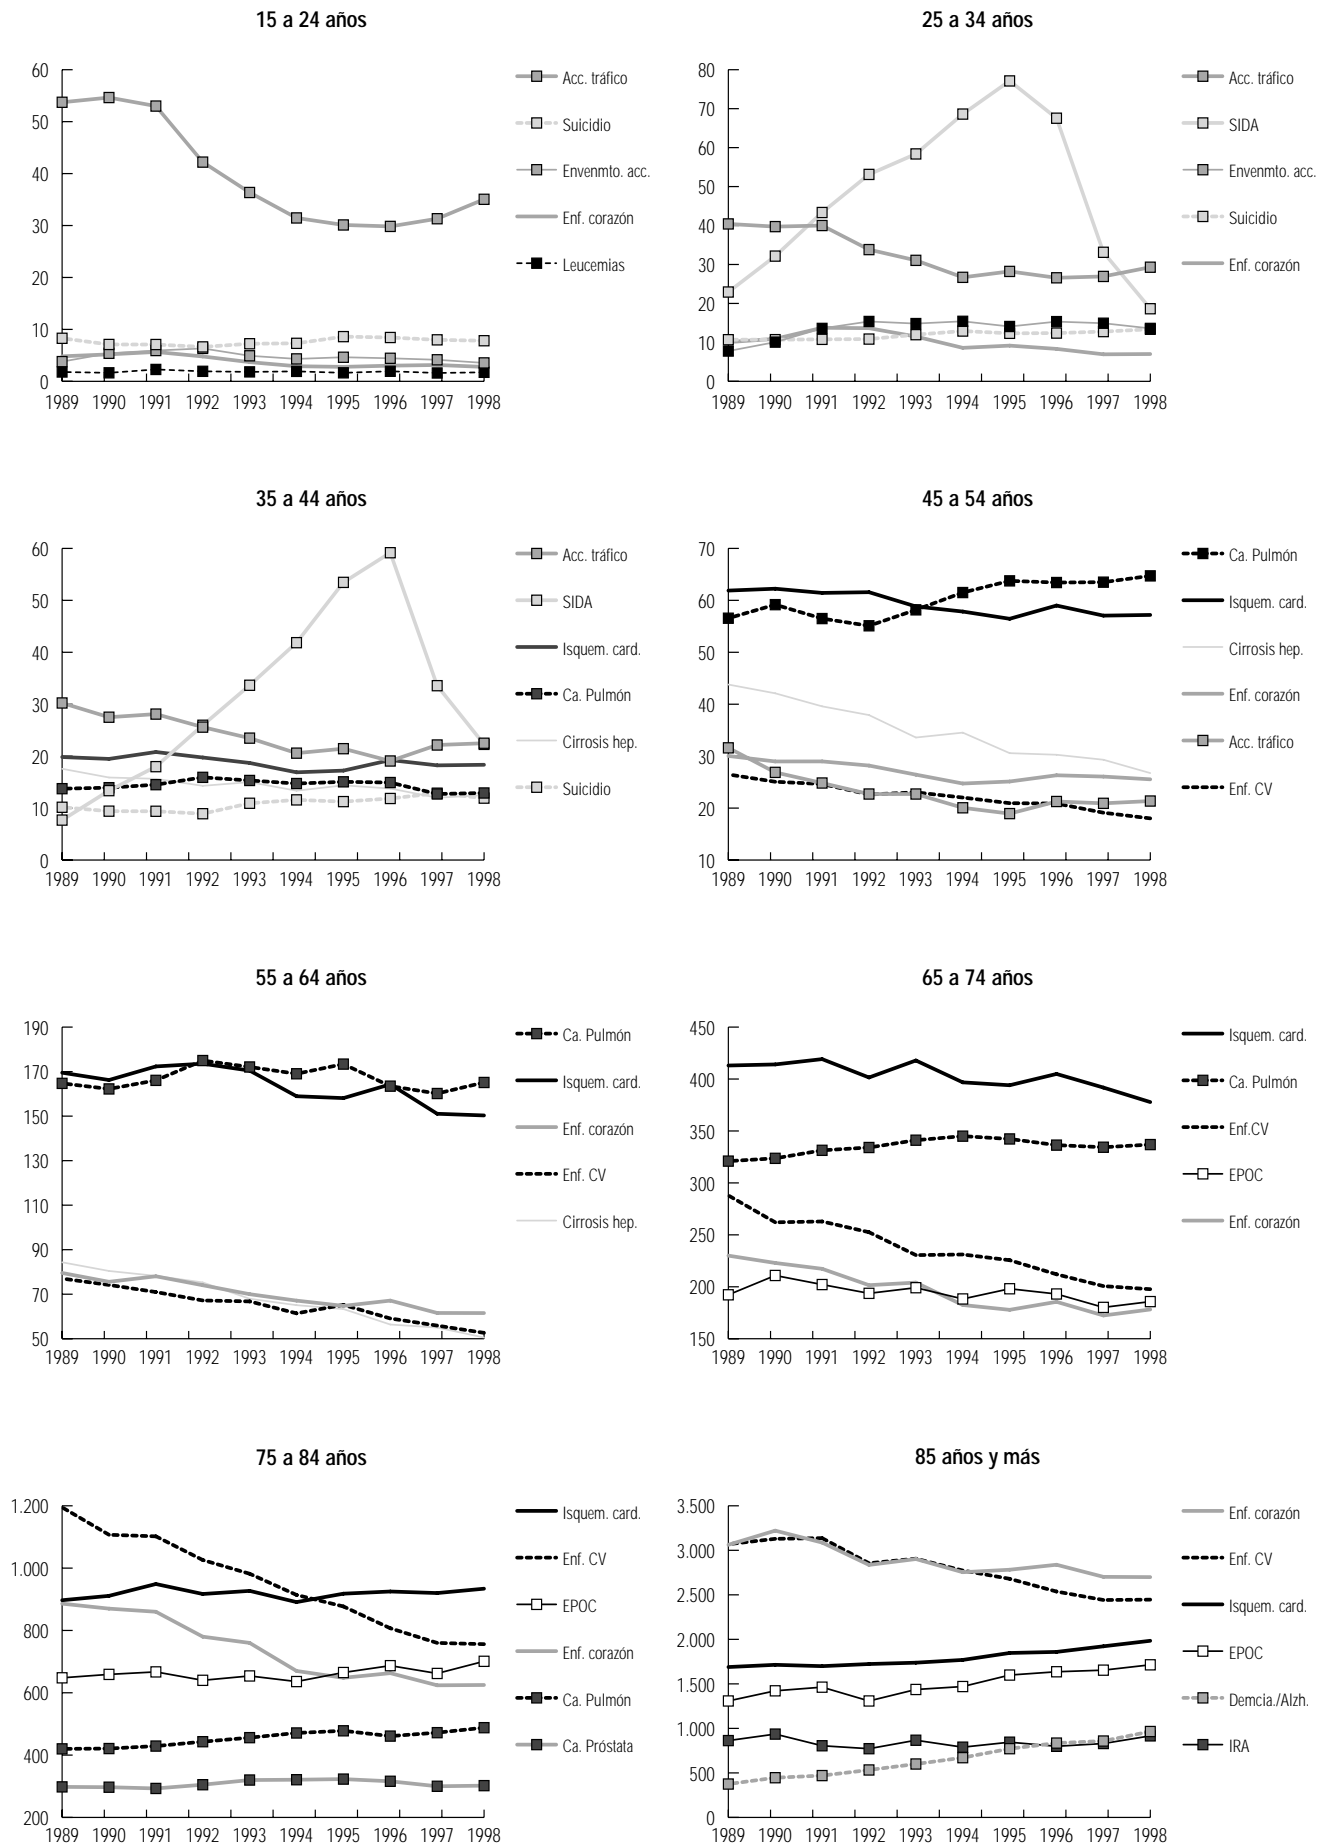 15 a 24 años
60
50
40
30
20
10
0
1989 1990 1991 1992 1993 1994 1995 1996 1997 1998
Acc. tráfico
Suicidio
Envenmto. acc.
Enf. corazón
Leucemias
25 a 34 años
80
70
60
50
40
30
20
10
0
1989 1990 1991 1992 1993 1994 1995 1996 1997 1998
Acc. tráfico
SIDA
Envenmto. acc.
Suicidio
Enf. corazón
35 a 44 años
60
50
40
30
20
10
0
1989 1990 1991 1992 1993 1994 1995 1996 1997 1998
Acc. tráfico
SIDA
Isquem. card.
Ca. Pulmón
Cirrosis hep.
Suicidio
45 a 54 años
70
60
50
40
30
20
10
1989 1990 1991 1992 1993 1994 1995 1996 1997 1998
Ca. Pulmón
Isquem. card.
Cirrosis hep.
Enf. corazón
Acc. tráfico
Enf. CV
55 a 64 años
190
170
150
130
110
90
70
50
1989 1990 1991 1992 1993 1994 1995 1996 1997 1998
Ca. Pulmón
Isquem. card.
Enf. corazón
Enf. CV
Cirrosis hep.
65 a 74 años
450
400
350
300
250
200
150
1989 1990 1991 1992 1993 1994 1995 1996 1997 1998
Isquem. card.
Ca. Pulmón
Enf.CV
EPOC
Enf. corazón
75 a 84 años
1.200
1.000
800
600
400
200
1989 1990 1991 1992 1993 1994 1995 1996 1997 1998
Isquem. card.
Enf. CV
EPOC
Enf. corazón
Ca. Pulmón
Ca. Próstata
85 años y más
3.500
3.000
2.500
2.000
1.500
1.000
500
0
1989 1990 1991 1992 1993 1994 1995 1996 1997 1998
Enf. corazón
Enf. CV
Isquem. card.
EPOC
Demcia./Alzh.
IRA